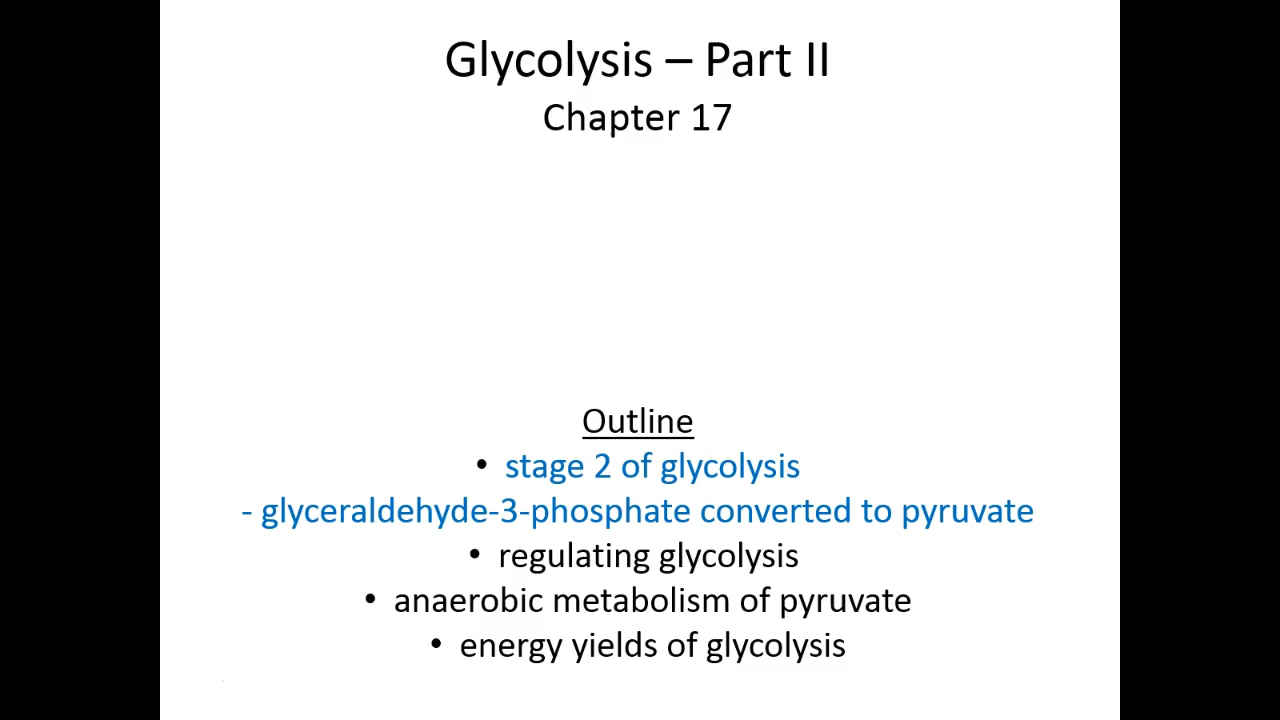 Glycolysis – Part II
Chapter 17
Outline
• stage 2 of glycolysis
- glyceraldehyde-3-phosphate converted to pyruvate
• regulating glycolysis
• anaerobic metabolism of pyruvate
• energy yields of glycolysis